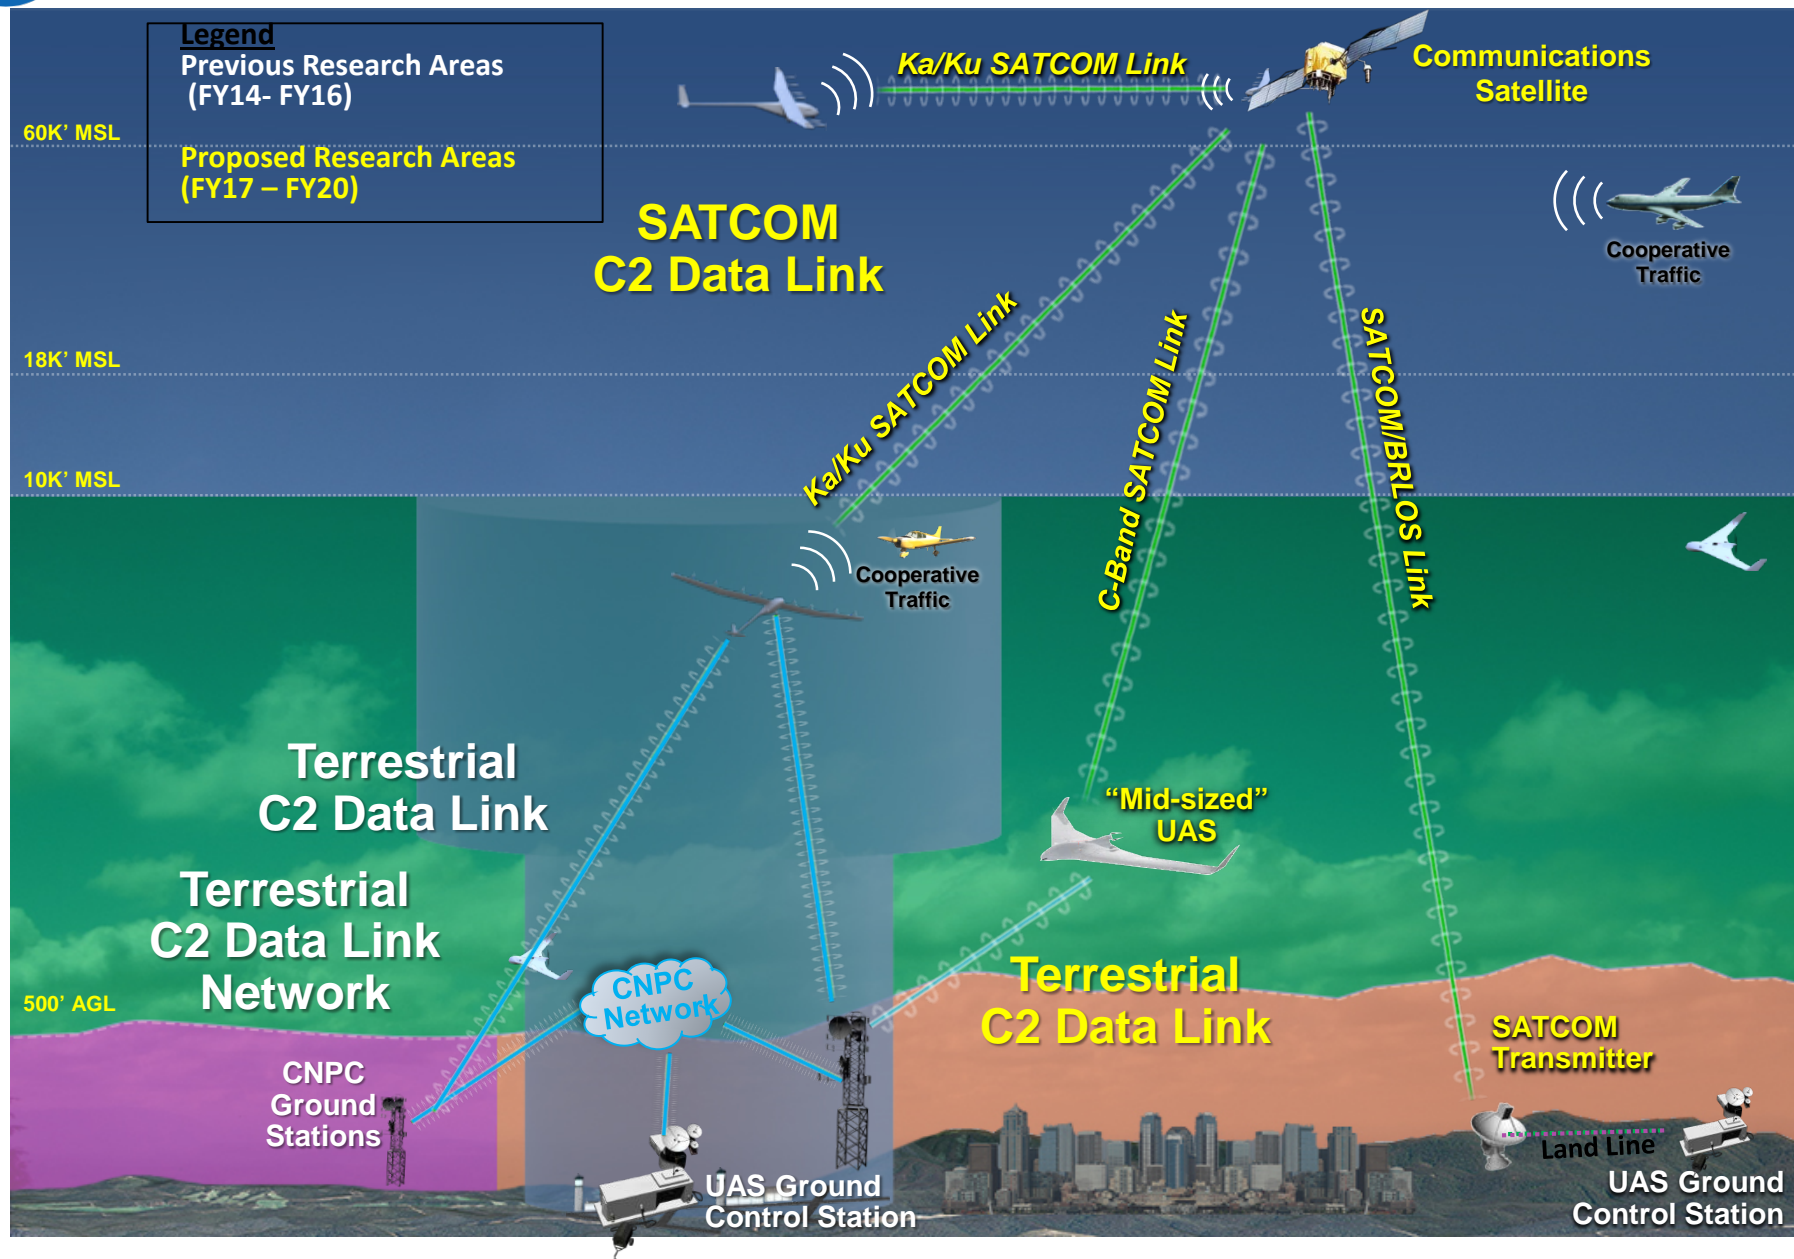 Legend
Previous Research Areas
(FY14- FY16)
Proposed Research Areas
(FY17 – FY20)
Ka/Ku SATCOM Link
Communications
Satellite
60K’ MSL
SATCOM
C2 Data Link
Cooperative
Traffic
18K’ MSL
Ka/Ku SATCOM Link
C-Band SATCOM Link
SATCOM/BRLOS Link
10K’ MSL
Cooperative
Traffic
Terrestrial
C2 Data Link
“Mid-sized”
UAS
Terrestrial
C2 Data Link
Network
CNPC
Network
Terrestrial
C2 Data Link
500’ AGL
SATCOM
Transmitter
CNPC
Ground
Stations
Land Line
UAS Ground
Control Station
UAS Ground
Control Station